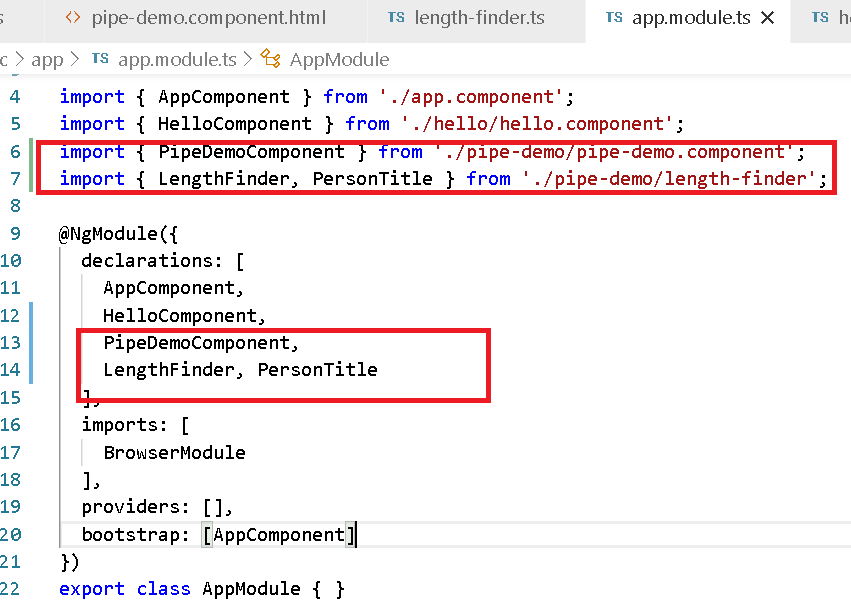 s pipe-demo.component.html TS length-finder.ts TS app.module.ts × TS
c > app > TS app.module.ts > AppModule
4 import { AppComponent } from './app.component';
5 import { HelloComponent } from './hello/hello.component';
6 import { PipeDemoComponent } from './pipe-demo/pipe-demo.component';
7 import { LengthFinder, PersonTitle } from './pipe-demo/length-finder';
8
9 @NgModule({
10 declarations: [
11 AppComponent,
12 HelloComponent,
13 PipeDemoComponent,
14 LengthFinder, PersonTitle
15 ],
16 imports: [
17 BrowserModule
18 ],
19 providers: [],
20 bootstrap: [AppComponent]
21 })
22 export class AppModule { }